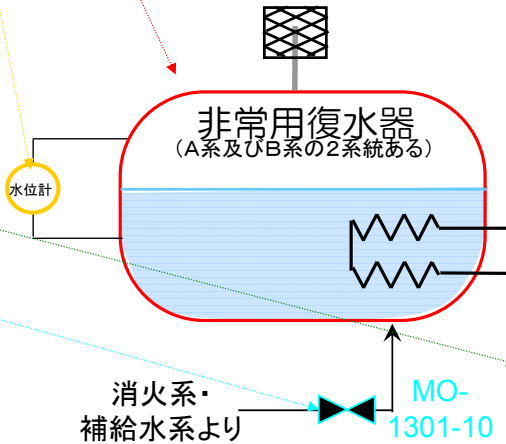 非常用復水器
(A系及びB系の2系統ある)
水位計
消火系・
補給水系より
MO-
1301-10